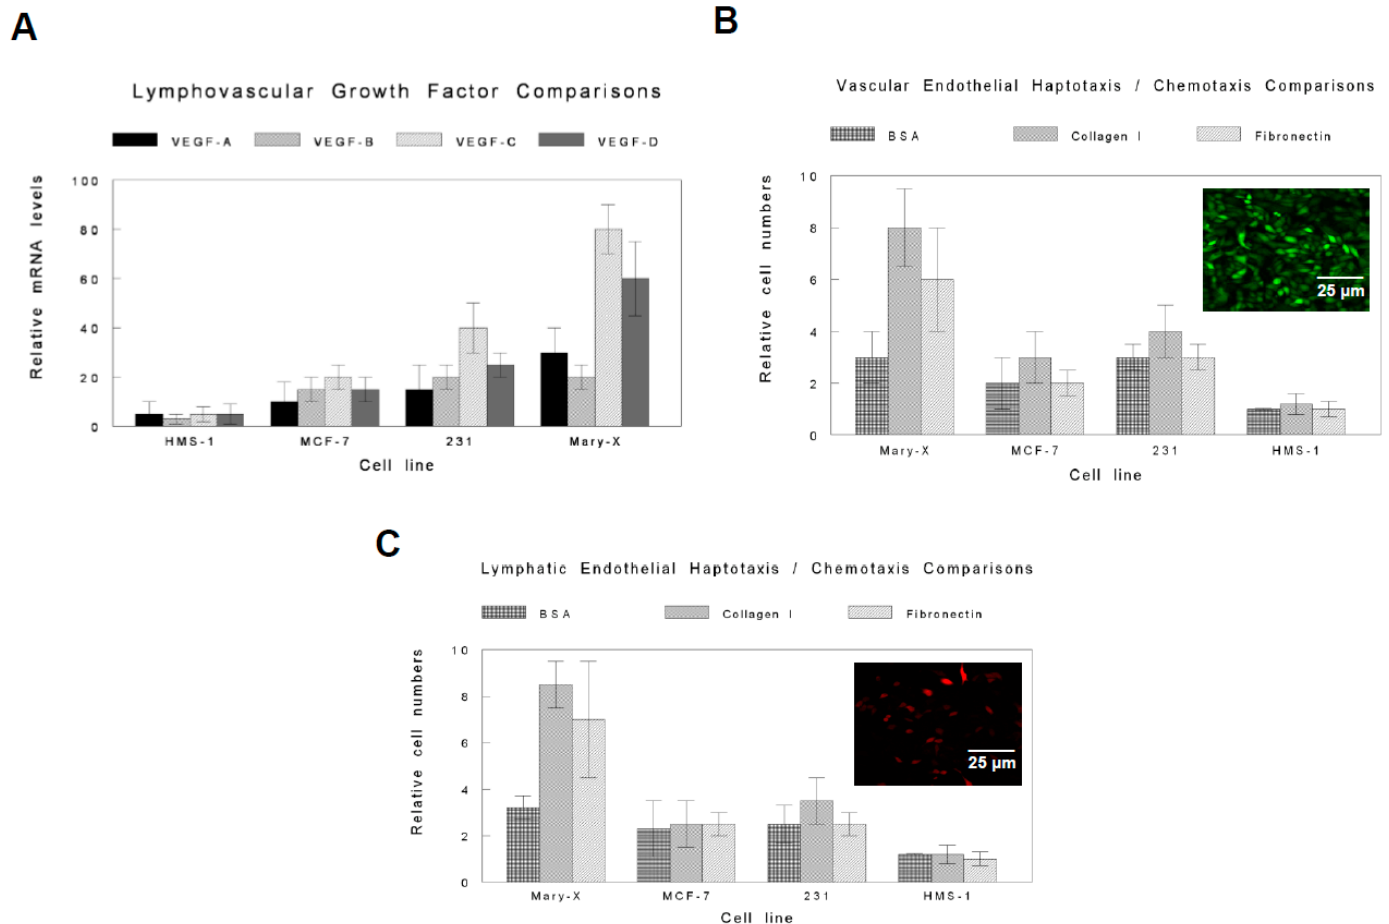 A
Lymphovascular Growth Factor Comparisons
VEGF-A VEGF-B VEGF-C VEGF-D
Relative mRNA levels
100
80
60
40
20
0
HMS-1 MCF-7 231 Mary-X
Cell line
B
Vascular Endothelial Haptotaxis / Chemotaxis Comparisons
BSA Collagen I Fibronectin
Relative cell numbers
10
8
6
4
2
0
25 µm
Mary-X MCF-7 231 HMS-1
Cell line
C
Lymphatic Endothelial Haptotaxis / Chemotaxis Comparisons
BSA Collagen I Fibronectin
Relative cell numbers
10
8
6
4
2
0
25 µm
Mary-X MCF-7 231 HMS-1
Cell line